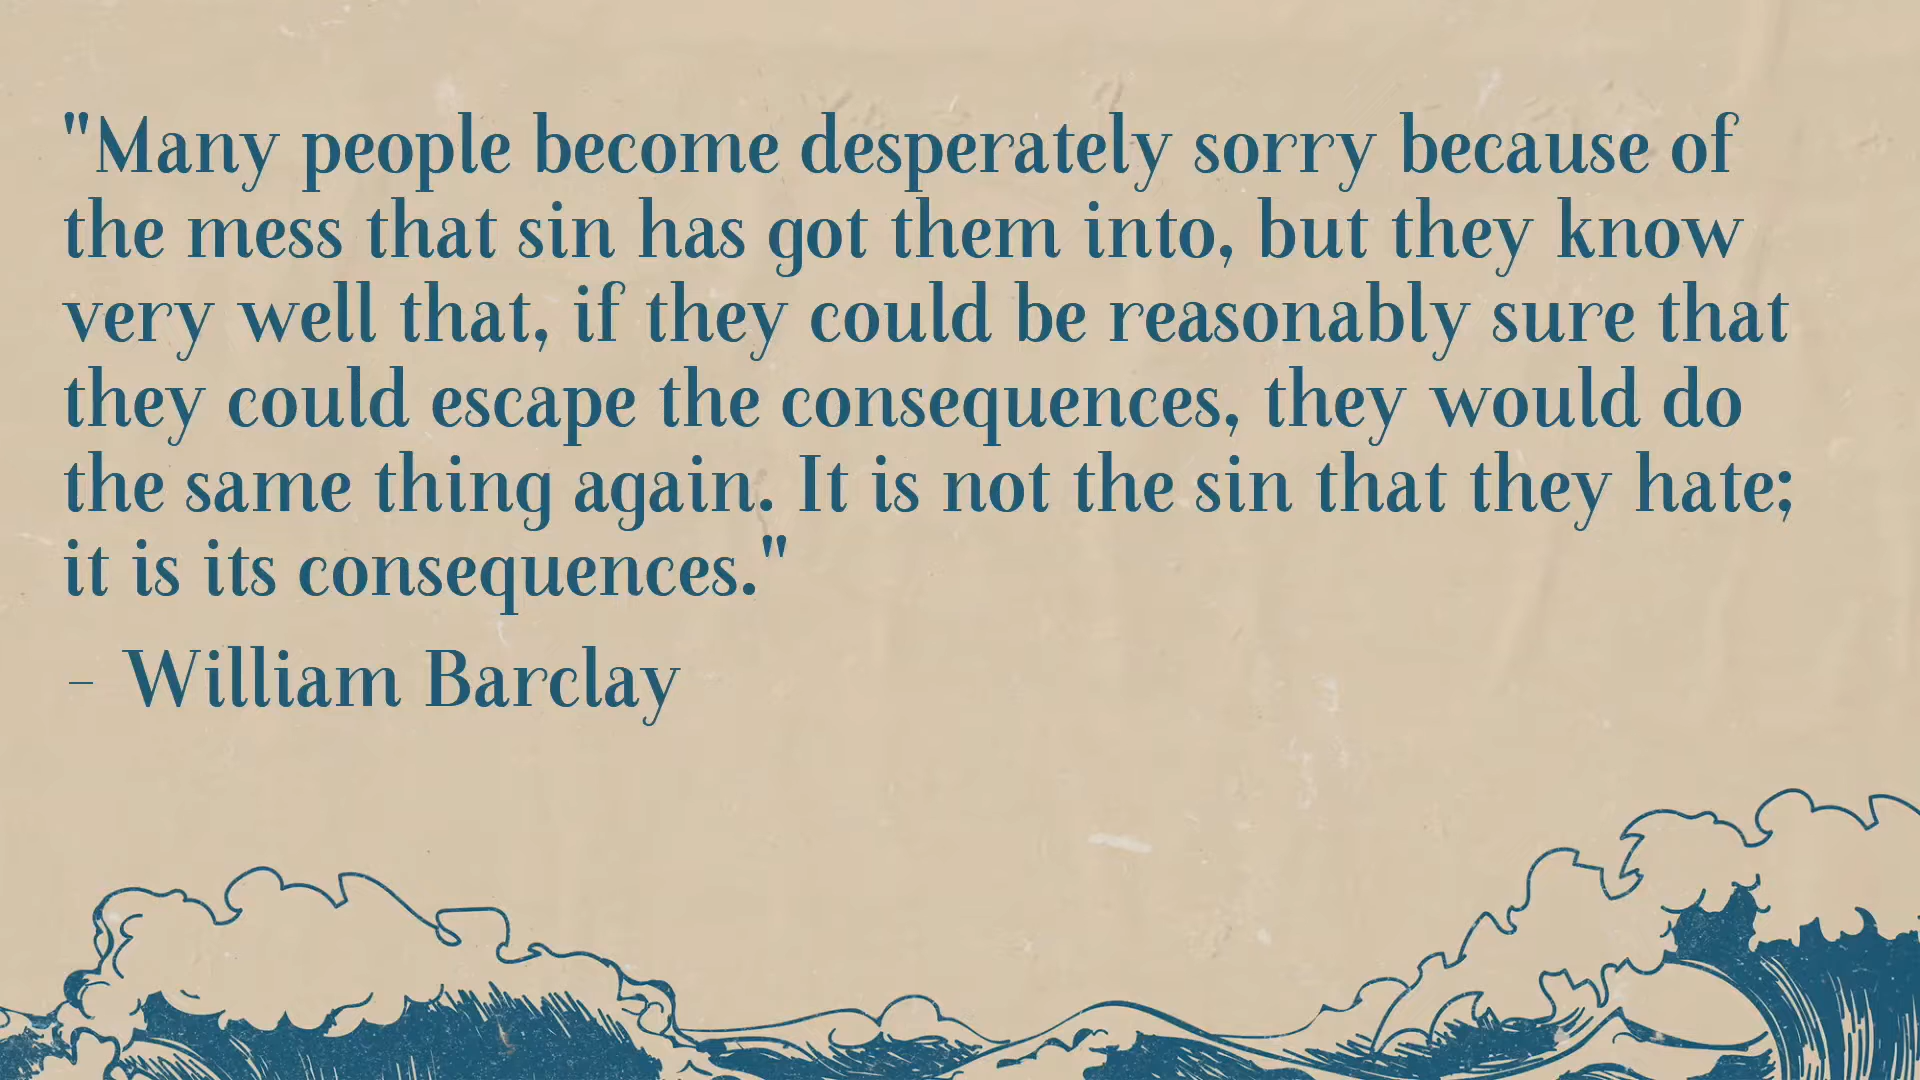 "Many people become desperately sorry because of
the mess that sin has got them into, but they know
very well that, if they could be reasonably sure that
they could escape the consequences, they would do
the same thing again. It is not the sin that they hate;
it is its consequences."
- William Barclay